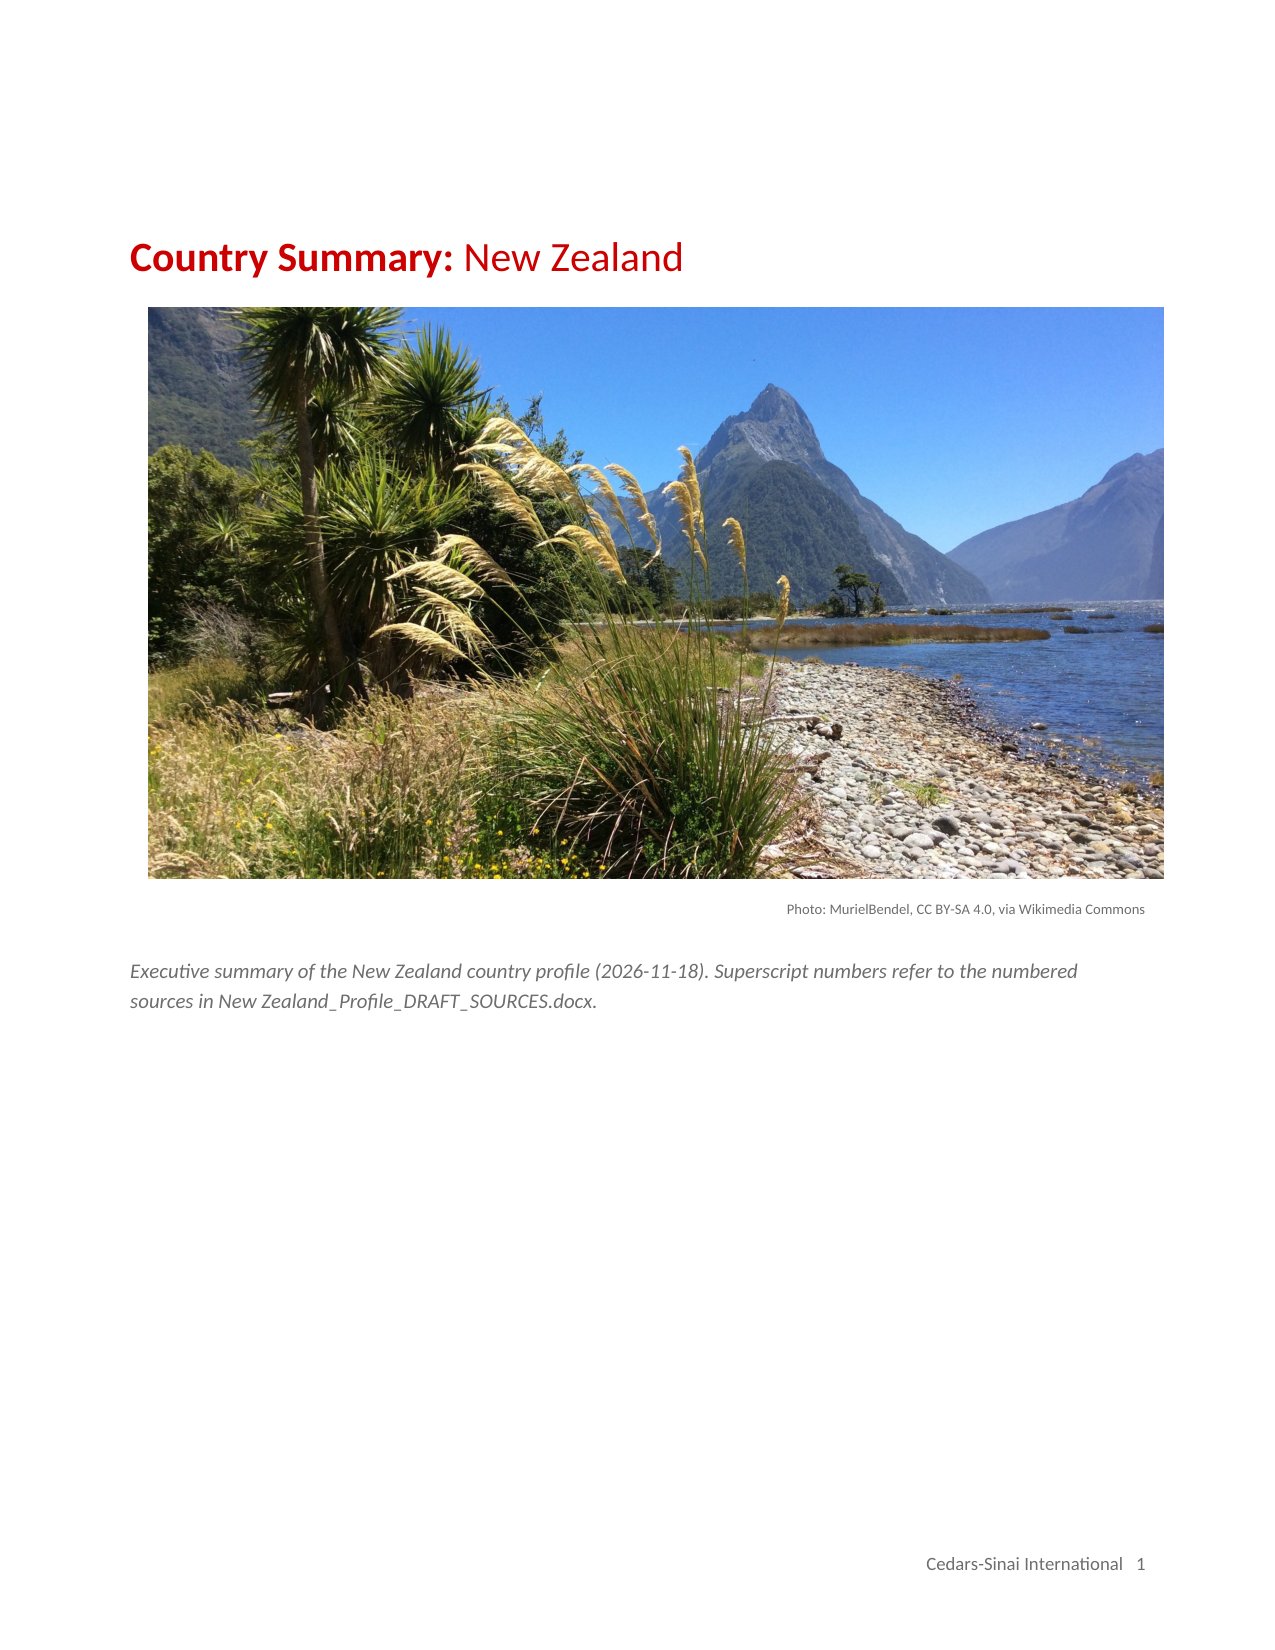 Country Summary: New Zealand
Photo: MurielBendel, CC BY-SA 4.0, via Wikimedia Commons
Executive summary of the New Zealand country profile (2026-11-18). Superscript numbers refer to the numbered
sources in New Zealand_Profile_DRAFT_SOURCES.docx.
Cedars-Sinai International 1